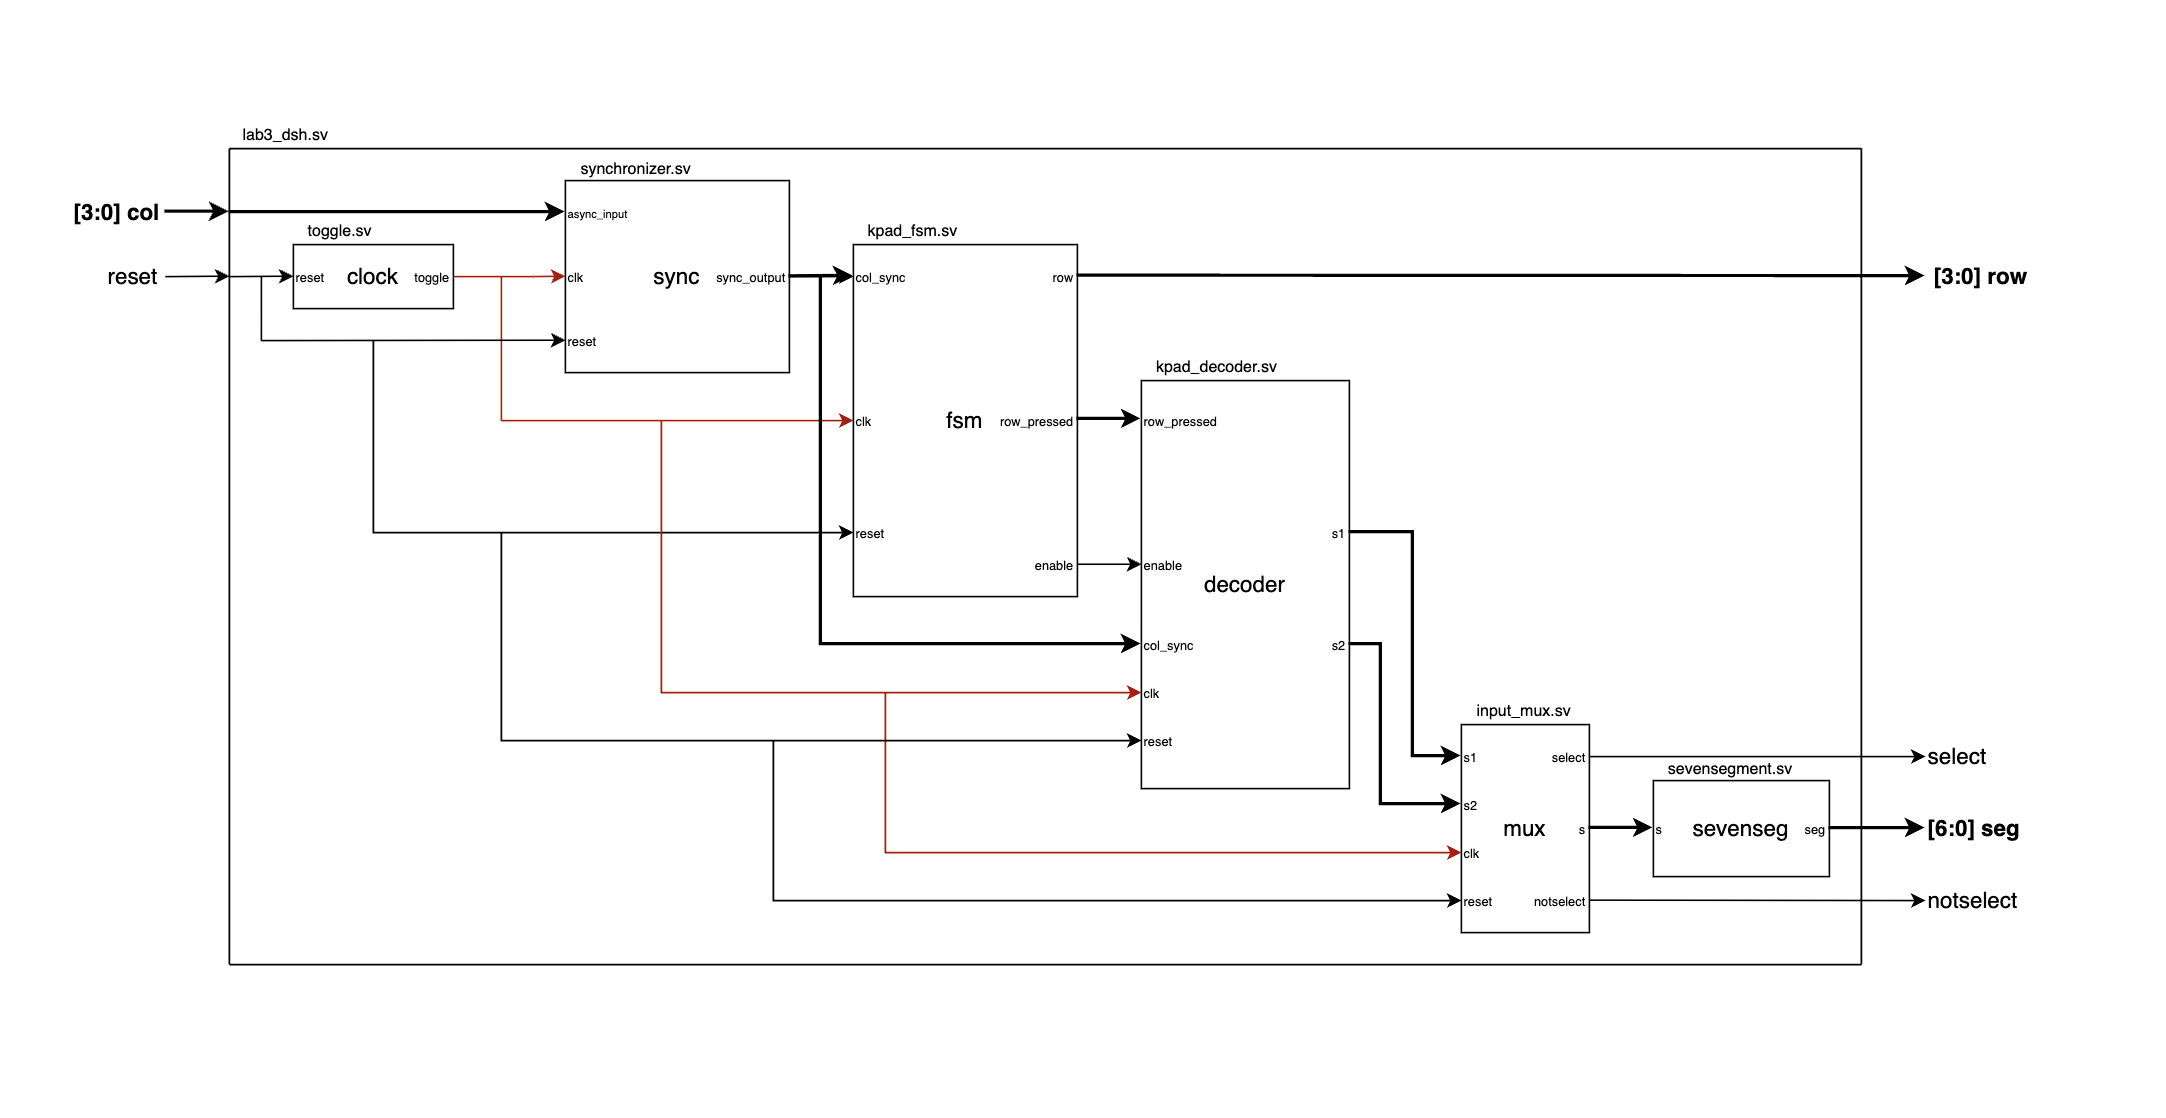 lab3_dsh.sv
synchronizer.sv
[3:0] col
async_input
toggle.sv
kpad_fsm.sv
reset
reset
clock
toggle
clk
sync
sync_output
col_sync
row
[3:0] row
reset
kpad_decoder.sv
clk
fsm
row_pressed
row_pressed
reset
s1
enable
enable
decoder
col_sync
s2
clk
input_mux.sv
reset
s1
select
select
sevensegment.sv
s2
mux
s
s
sevenseg
seg
[6:0] seg
clk
reset
notselect
notselect